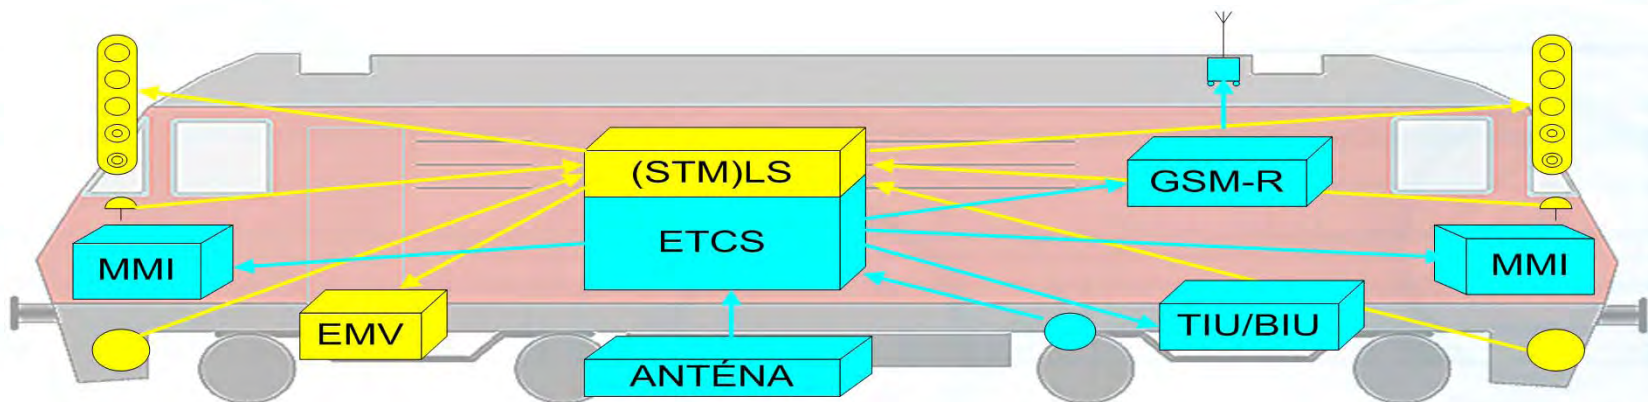 (STM)LS
GSM-R
ETCS
MMI
MMI
EMV
TIU/BIU
ANTÉNA